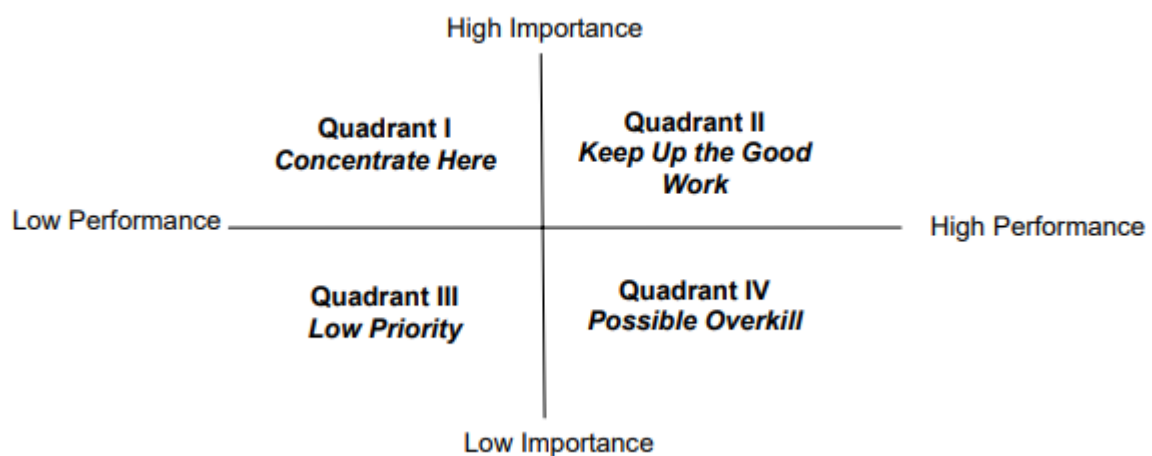 High Importance
Quadrant I
Concentrate Here
Quadrant II
Keep Up the Good
Work
Low Performance
High Performance
Quadrant III
Low Priority
Quadrant IV
Possible Overkill
Low Importance